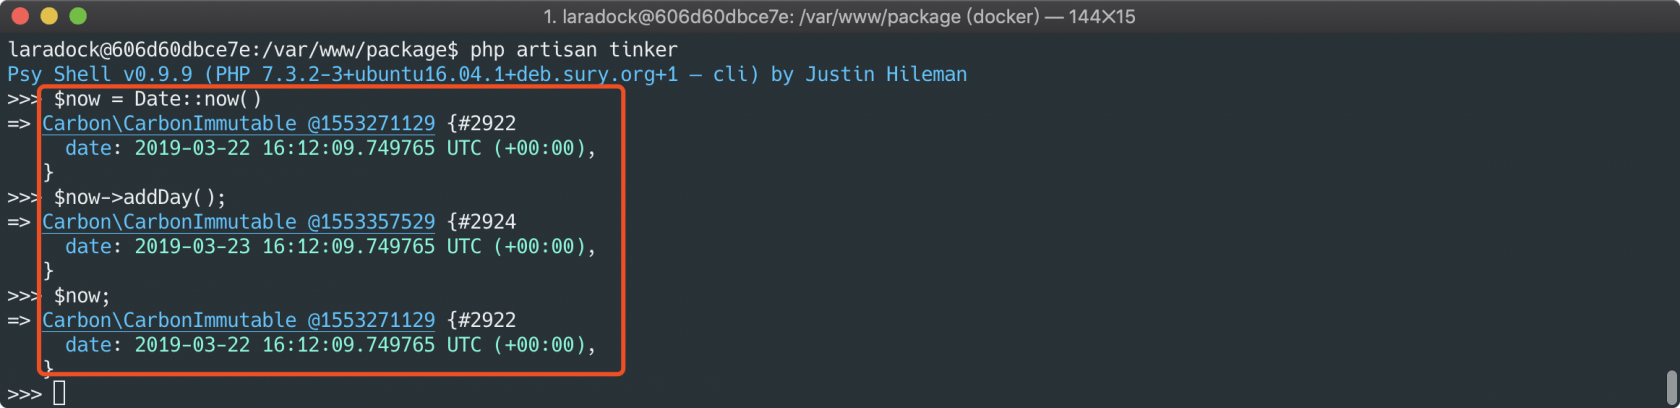 1. laradock@606d60dbce7e: /var/www/package (docker) — 144×15
laradock@606d60dbce7e:/var/www/package$ php artisan tinker
Psy Shell v0.9.9 (PHP 7.3.2-3+ubuntu16.04.1+deb.sury.org+1 — cli) by Justin Hileman
>>> $now = Date::now()
=> Carbon\CarbonImmutable @1553271129 {#2922
     date: 2019-03-22 16:12:09.749765 UTC (+00:00),
   }
>>> $now->addDay();
=> Carbon\CarbonImmutable @1553357529 {#2924
     date: 2019-03-23 16:12:09.749765 UTC (+00:00),
   }
>>> $now;
=> Carbon\CarbonImmutable @1553271129 {#2922
     date: 2019-03-22 16:12:09.749765 UTC (+00:00),
   }
>>>